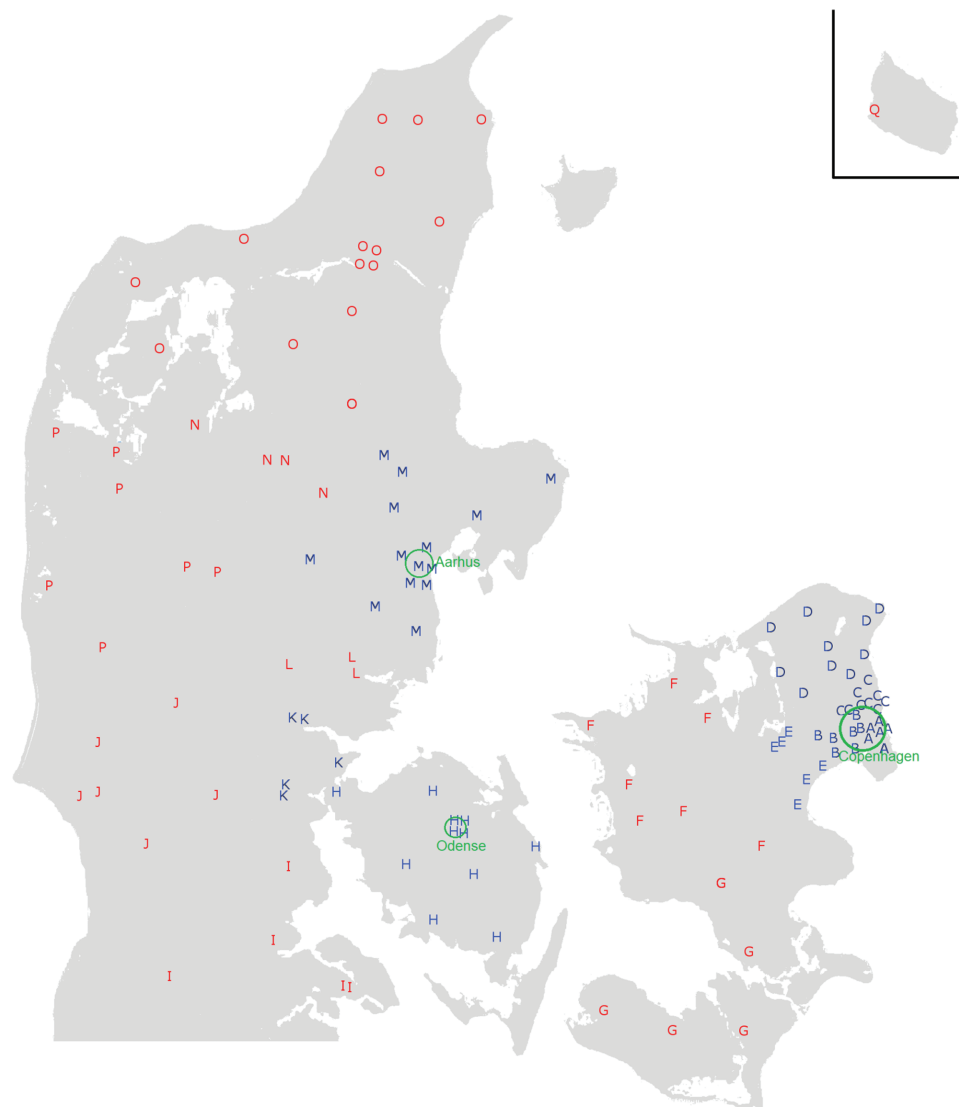 Q
O O O
O
O
O
O O
O O
O
O
O O
O
P N M
P N N M
P N M M
M
M M
M P P Aarhus
M M
P M M
D D
M D D
P M D D
L L D D
L D C
J F D C C
K K F F C C C C C C
J B B A
E B B B A A A
E E B A
K E B B A
Copenhagen
J J J K K H H F E
F E
H H F F
H H
J Odense H F
H
I H G
H
I H G
I I I
G
G G